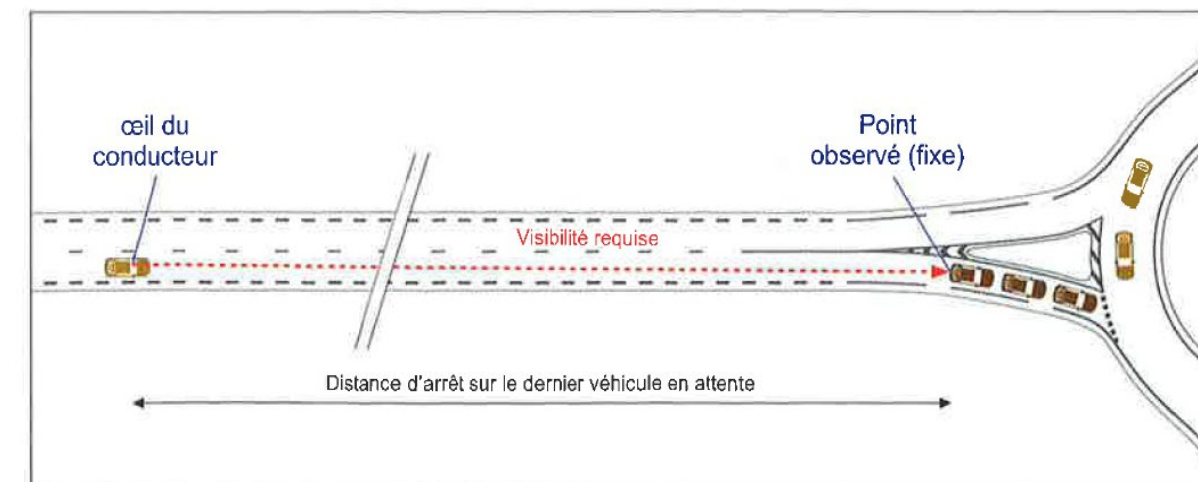 œil du
conducteur
Point
observé (fixe)
Visibilité requise
Distance d'arrêt sur le dernier véhicule en attente